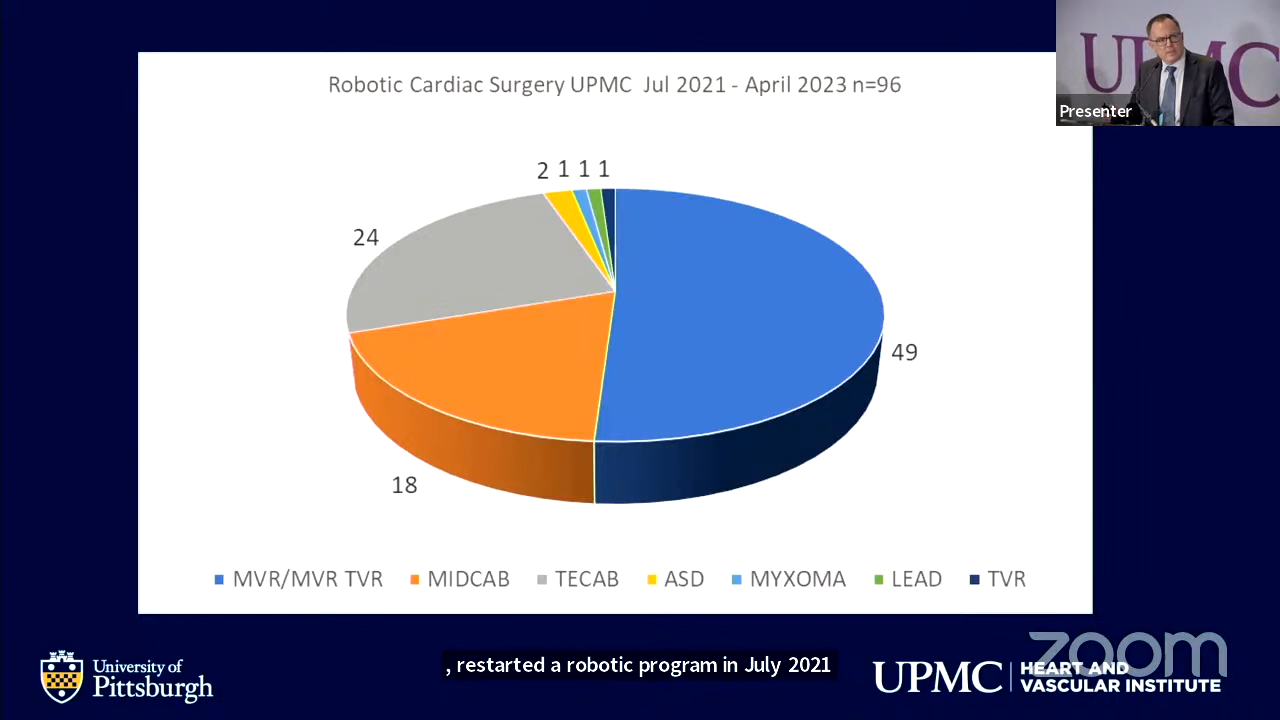 Robotic Cardiac Surgery UPMC Jul 2021 - April 2023 n=96
UPMC
Presenter
2 1 1 1
24
49
18
MVR/MVR TVR MIDCAB TECAB ASD MYXOMA LEAD TVR
University of
Pittsburgh
, restarted a robotic program in July 2021
zoom
UPMC HEART AND
VASCULAR INSTITUTE